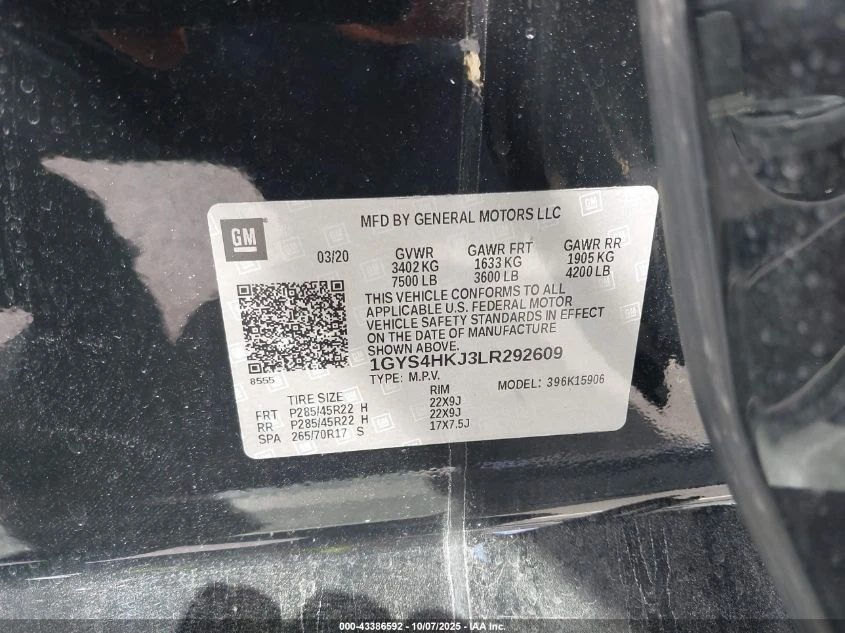 GM
MFD BY GENERAL MOTORS LLC
03/20 GVWR GAWR FRT GAWR RR
3402 KG 1633 KG 1905 KG
7500 LB 3600 LB 4200 LB
THIS VEHICLE CONFORMS TO ALL
APPLICABLE U.S. FEDERAL MOTOR
VEHICLE SAFETY STANDARDS IN EFFECT
ON THE DATE OF MANUFACTURE
SHOWN ABOVE.
8555
1GYS4HKJ3LR292609
TYPE: M.P.V. MODEL: 396K15906
TIRE SIZE RIM
FRT P285/45R22 H 22X9J
RR P285/45R22 H 22X9J
SPA 265/70R17 S 17X7.5J
000-43386592 - 10/07/2025 - IAA Inc.